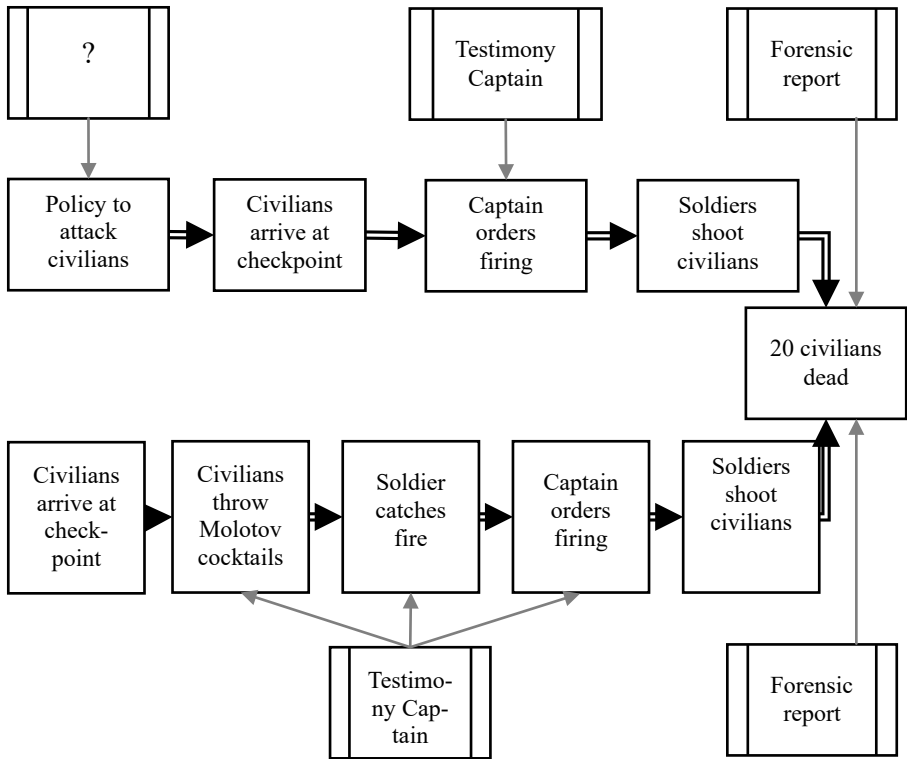 ?
Testimony
Captain
Forensic
report
Policy to
attack
civilians
Civilians
arrive at
checkpoint
Captain
orders
firing
Soldiers
shoot
civilians
20 civilians
dead
Civilians
arrive at
check-
point
Civilians
throw
Molotov
cocktails
Soldier
catches
fire
Captain
orders
firing
Soldiers
shoot
civilians
Testimo-
ny Cap-
tain
Forensic
report